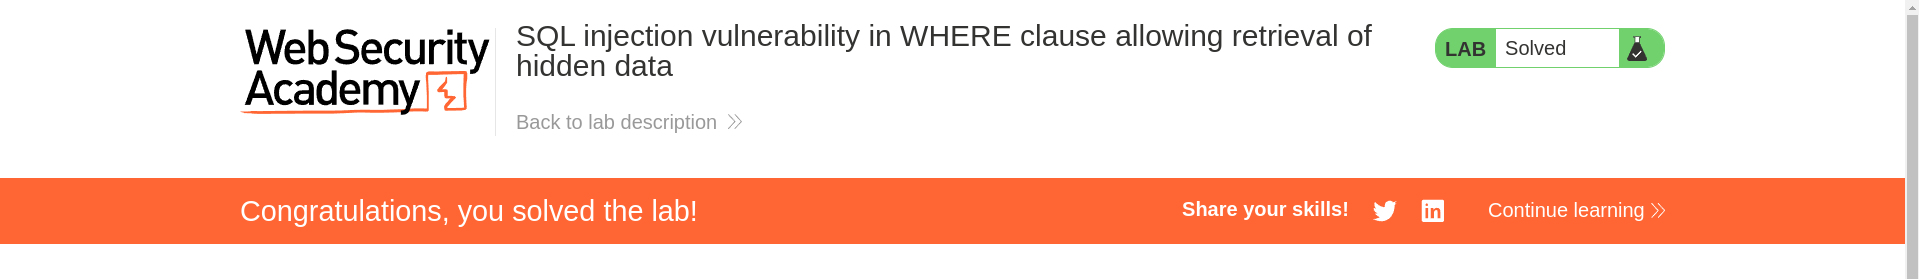 Web Security
Academy
SQL injection vulnerability in WHERE clause allowing retrieval of
hidden data
Back to lab description
LAB Solved
Congratulations, you solved the lab!
Share your skills!
Continue learning